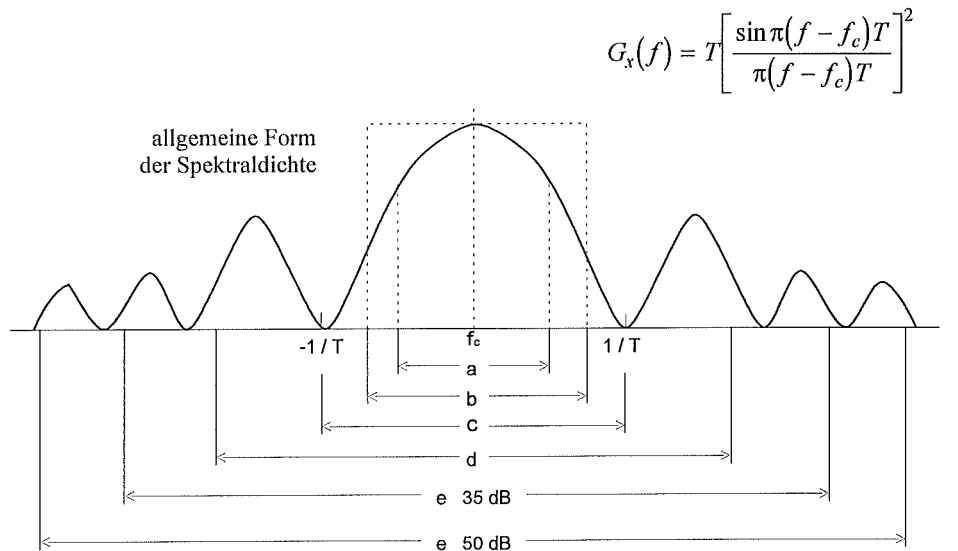 G_x(f) = T[ sin π(f − f_c)T / π(f − f_c)T ]²
allgemeine Form
der Spektraldichte
-1 / T f_c 1 / T
a
b
c
d
e 35 dB
e 50 dB